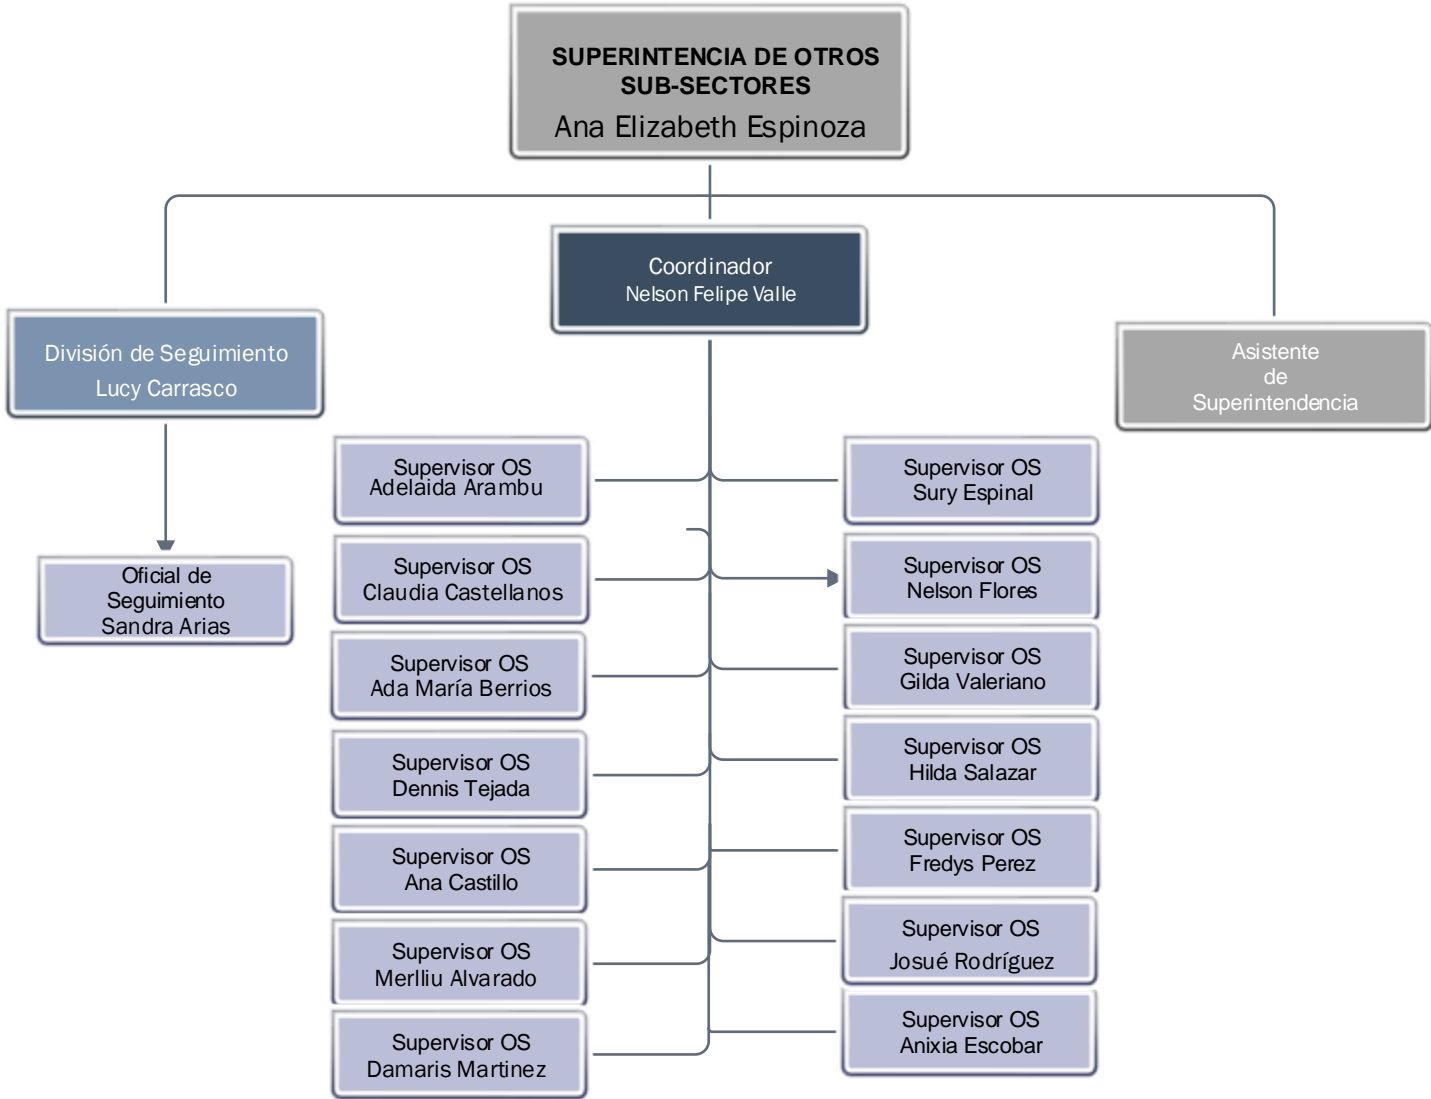 SUPERINTENCIA DE OTROS
SUB-SECTORES
Ana Elizabeth Espinoza
Coordinador
Nelson Felipe Valle
División de Seguimiento
Lucy Carrasco
Asistente
de
Superintendencia
Oficial de
Seguimiento
Sandra Arias
Supervisor OS
Adelaida Arambu
Supervisor OS
Claudia Castellanos
Supervisor OS
Ada María Berrios
Supervisor OS
Dennis Tejada
Supervisor OS
Ana Castillo
Supervisor OS
Merlliu Alvarado
Supervisor OS
Damaris Martinez
Supervisor OS
Sury Espinal
Supervisor OS
Nelson Flores
Supervisor OS
Gilda Valeriano
Supervisor OS
Hilda Salazar
Supervisor OS
Fredys Perez
Supervisor OS
Josué Rodríguez
Supervisor OS
Anixia Escobar